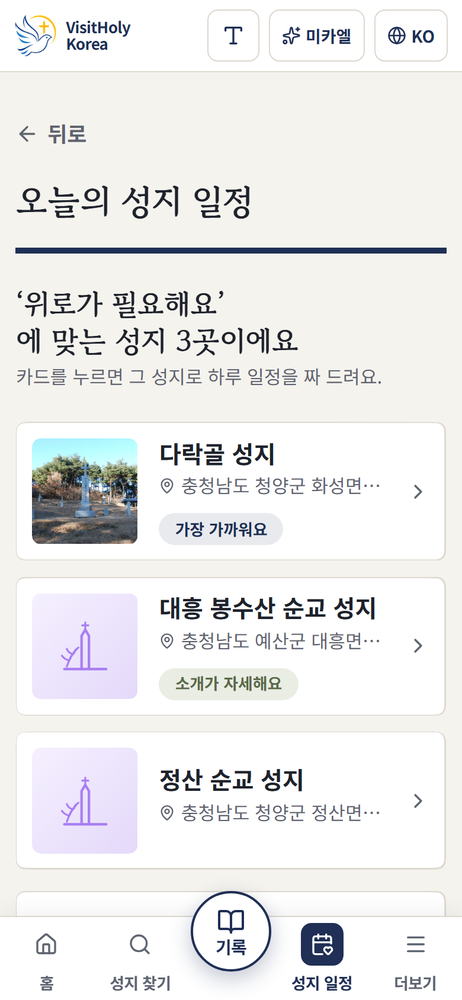 VisitHoly
Korea
미카엘
KO
뒤로
오늘의 성지 일정
‘위로가 필요해요’
에 맞는 성지 3곳이에요
카드를 누르면 그 성지로 하루 일정을 짜 드려요.
다락골 성지
충청남도 청양군 화성면…
가장 가까워요
대흥 봉수산 순교 성지
충청남도 예산군 대흥면…
소개가 자세해요
정산 순교 성지
충청남도 청양군 정산면…
기록
홈
성지 찾기
성지 일정
더보기